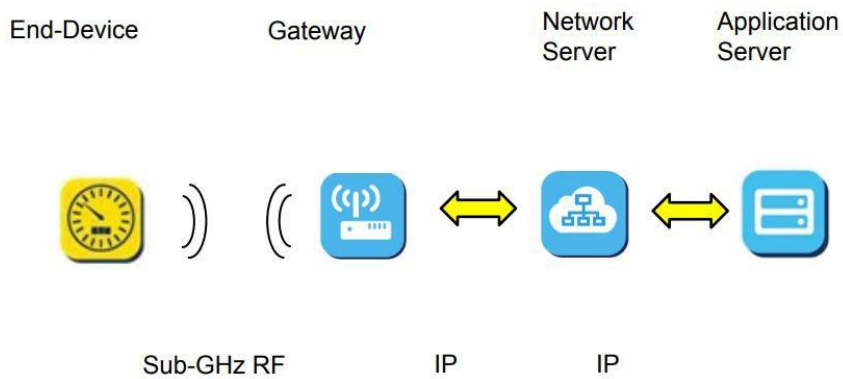 End-Device
Gateway
Network
Server
Application
Server
Sub-GHz RF
IP
IP